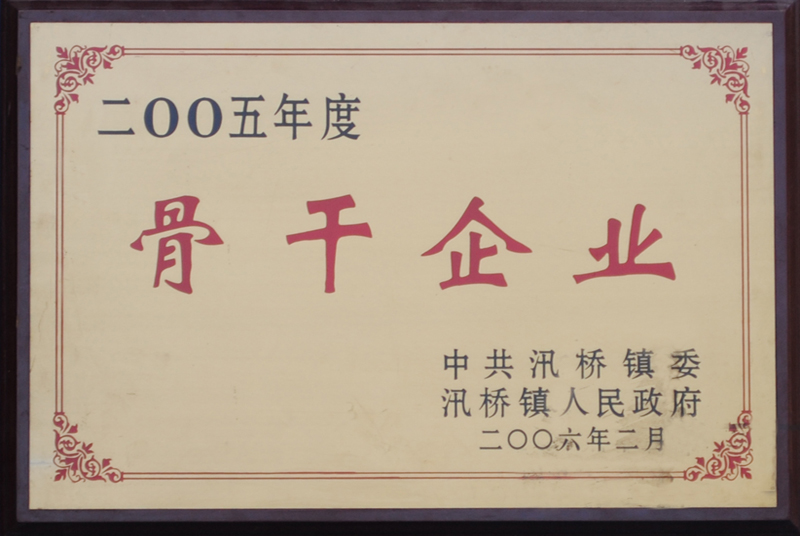 二〇〇五年度
骨干企业
中共汛桥镇委
汛桥镇人民政府
二〇〇六年二月